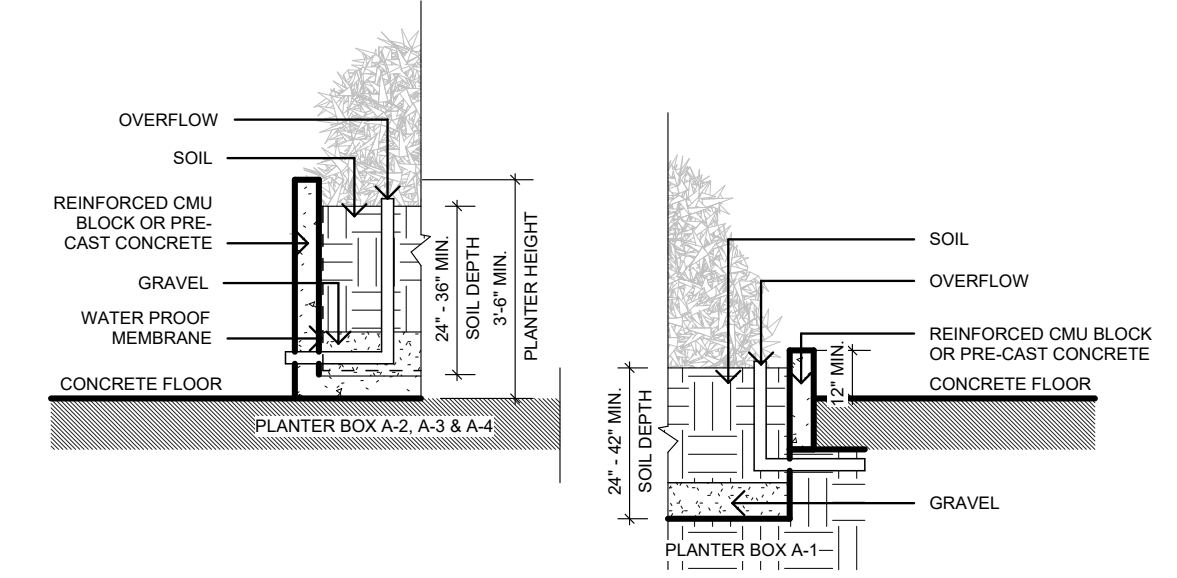 OVERFLOW
SOIL
REINFORCED CMU
BLOCK OR PRE-
CAST CONCRETE
GRAVEL
WATER PROOF
MEMBRANE
CONCRETE FLOOR
24" - 36" MIN.
SOIL DEPTH
3'-6" MIN.
PLANTER HEIGHT
PLANTER BOX A-2, A-3 & A-4
SOIL
OVERFLOW
REINFORCED CMU BLOCK
OR PRE-CAST CONCRETE
12" MIN.
CONCRETE FLOOR
24" - 42" MIN.
SOIL DEPTH
GRAVEL
PLANTER BOX A-1